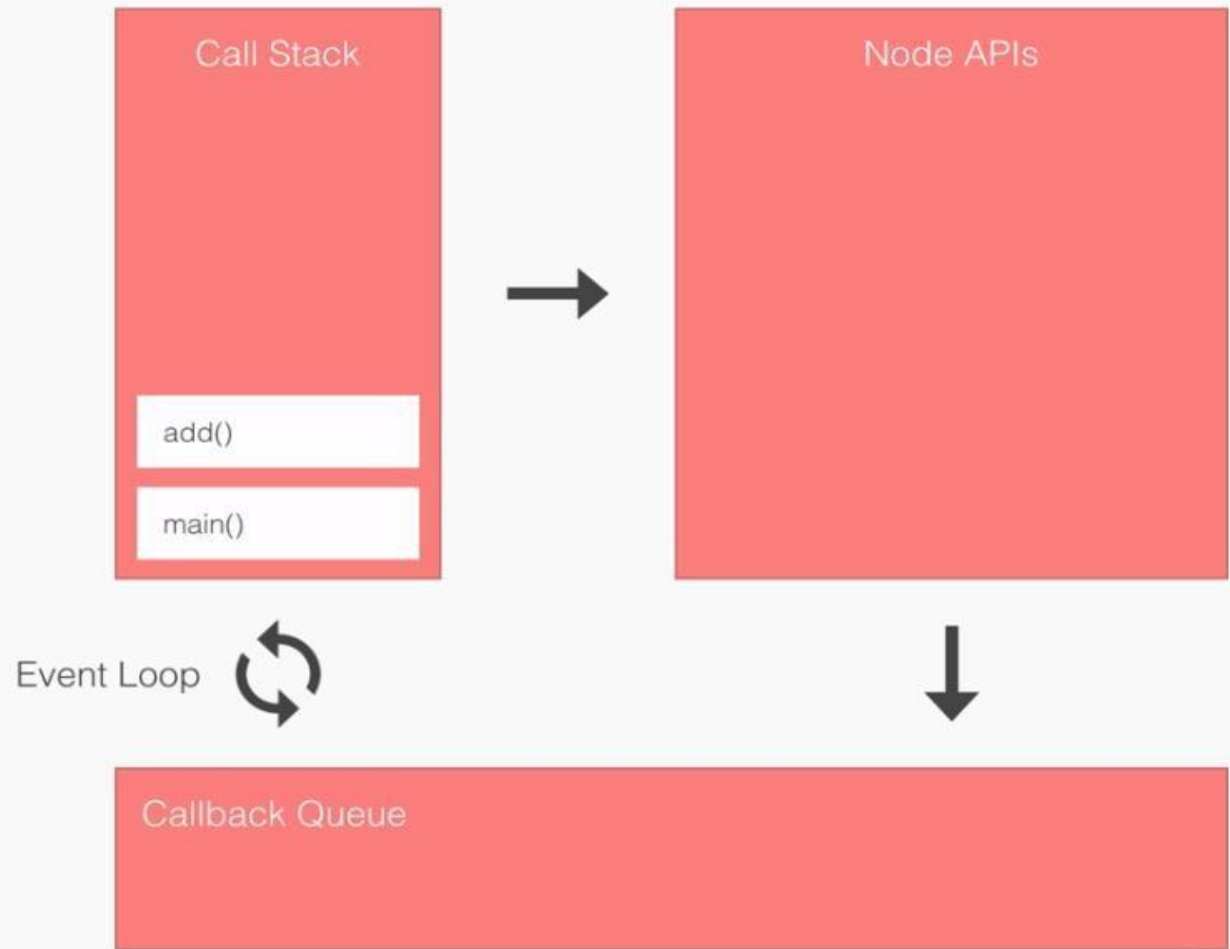 Call Stack
Node APIs
add()
main()
Event Loop
Callback Queue